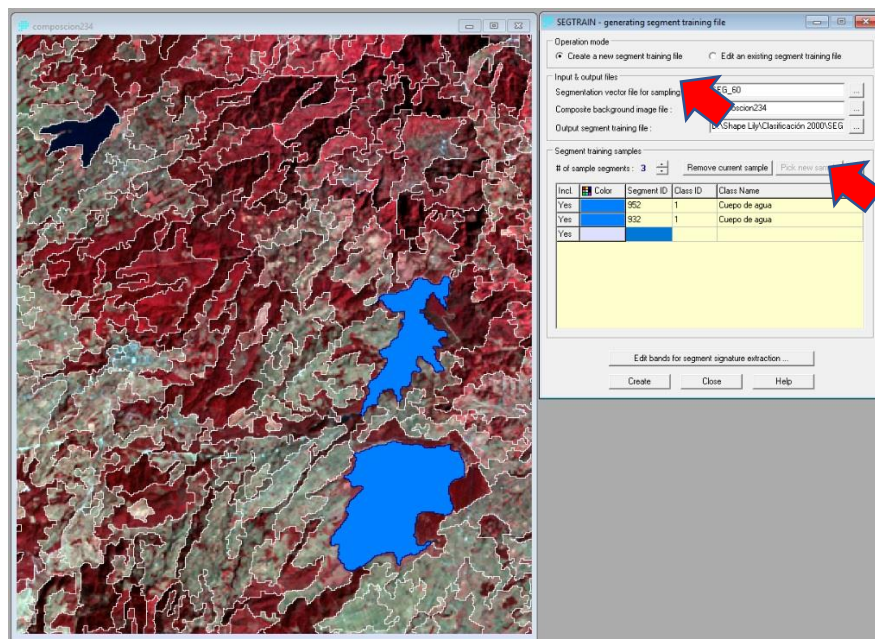 composcion234
SEGTRAIN - generating segment training file
Operation mode
Create a new segment training file Edit an existing segment training file
Input & output files
Segmentation vector file for sampling SEG_60
Composite background image file : composcion234
Output segment training file : D:\Shape Lily\Clasificación 2000\SEG
Segment training samples
# of sample segments : 3 Remove current sample Pick new
Incl. Color Segment ID Class ID Class Name
Yes 952 1 Cuepo de agua
Yes 932 1 Cuepo de agua
Yes
Edit bands for segment signature extraction ...
Create Close Help